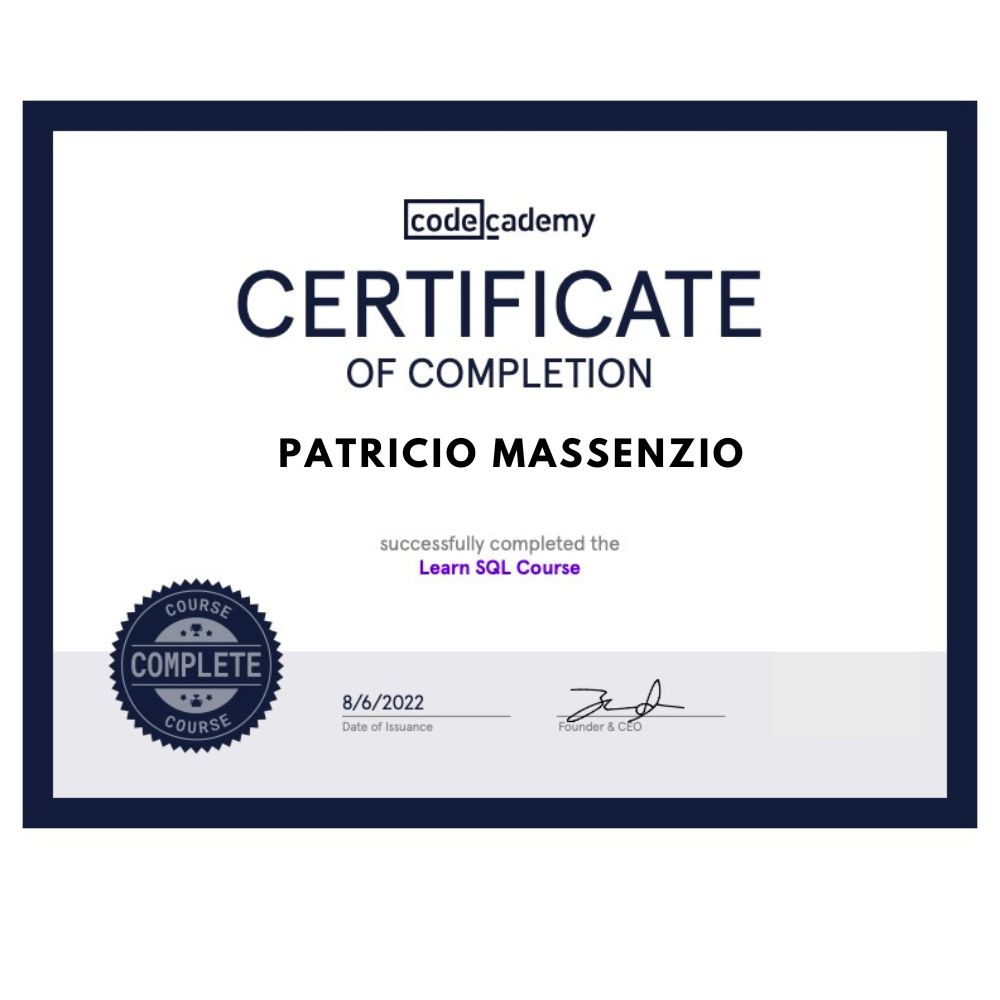 codecademy
CERTIFICATE
OF COMPLETION
PATRICIO MASSENZIO
successfully completed the
Learn SQL Course
COURSE
COMPLETE
COURSE
8/6/2022
Date of Issuance
Founder & CEO